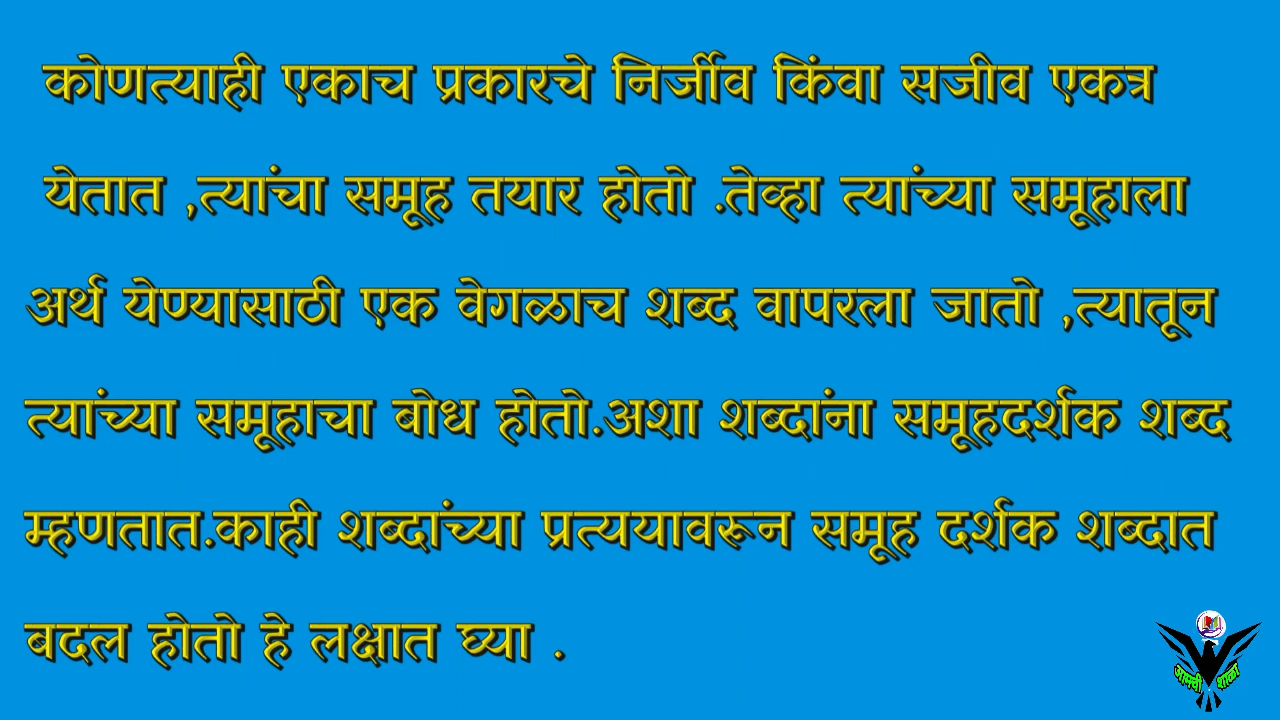 कोणत्याही एकाच प्रकारचे निर्जीव किंवा सजीव एकत्र
येतात ,त्यांचा समूह तयार होतो .तेव्हा त्यांच्या समूहाला
अर्थ येण्यासाठी एक वेगळाच शब्द वापरला जातो ,त्यातून
त्यांच्या समूहाचा बोध होतो.अशा शब्दांना समूहदर्शक शब्द
म्हणतात.काही शब्दांच्या प्रत्ययावरून समूह दर्शक शब्दात
बदल होतो हे लक्षात घ्या .
आमची शाळा